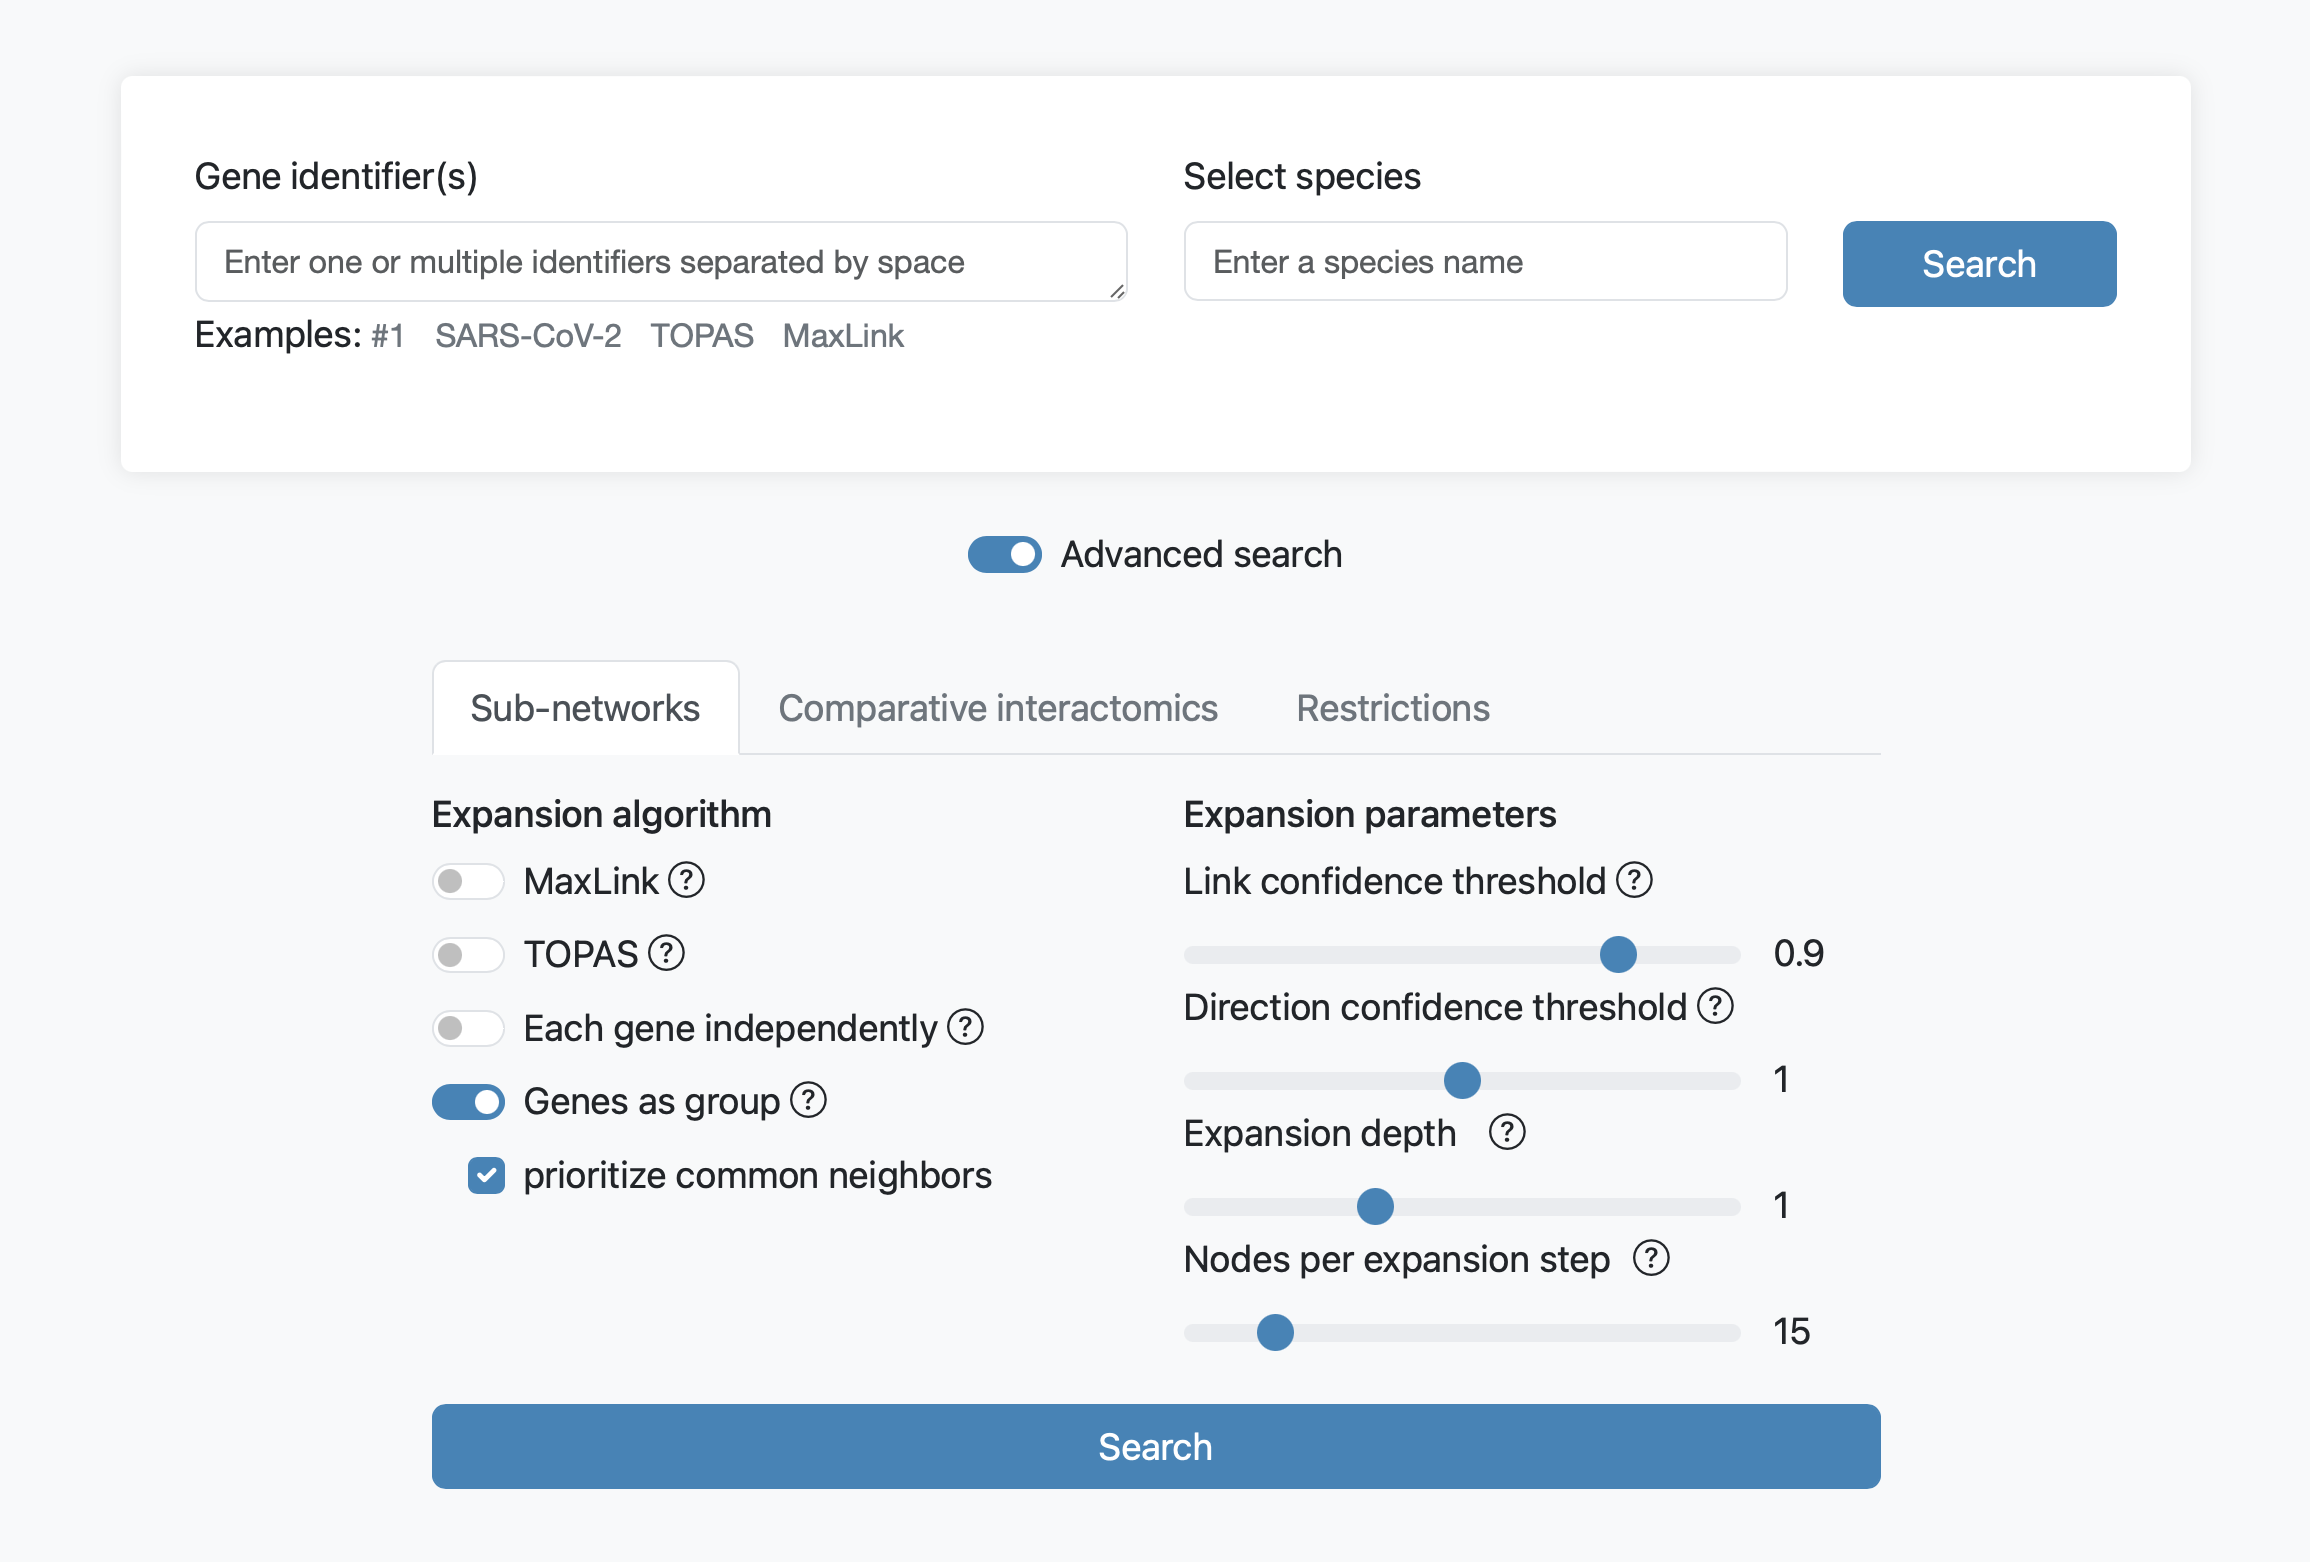 Gene identifier(s)
Select species
Enter one or multiple identifiers separated by space
Enter a species name
Search
Examples: #1 SARS-CoV-2 TOPAS MaxLink
Advanced search
Sub-networks
Comparative interactomics
Restrictions
Expansion algorithm
MaxLink ?
TOPAS ?
Each gene independently ?
Genes as group ?
prioritize common neighbors
Expansion parameters
Link confidence threshold ?
0.9
Direction confidence threshold ?
1
Expansion depth ?
1
Nodes per expansion step ?
15
Search